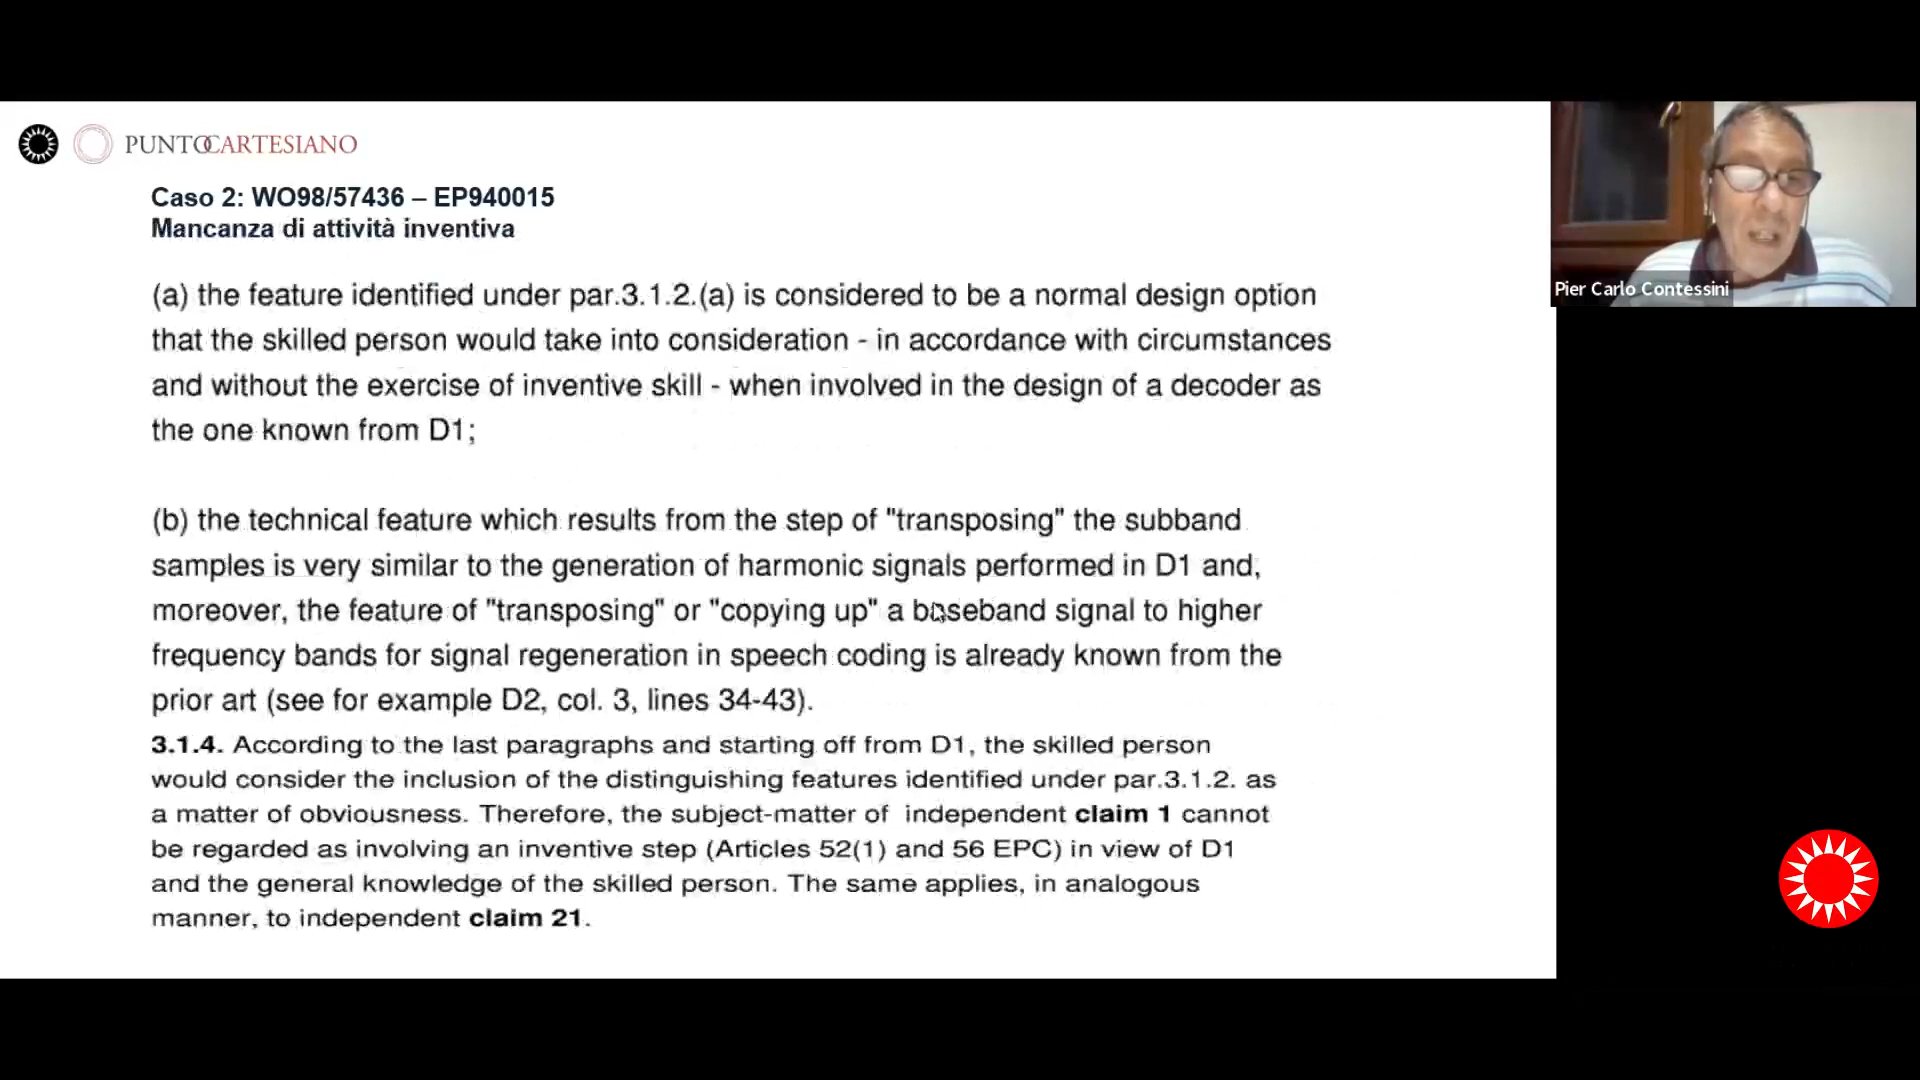 PUNTOCARTESIANO
Caso 2: WO98/57436 – EP940015
Mancanza di attività inventiva
(a) the feature identified under par.3.1.2.(a) is considered to be a normal design option
that the skilled person would take into consideration - in accordance with circumstances
and without the exercise of inventive skill - when involved in the design of a decoder as
the one known from D1;
(b) the technical feature which results from the step of "transposing" the subband
samples is very similar to the generation of harmonic signals performed in D1 and,
moreover, the feature of "transposing" or "copying up" a baseband signal to higher
frequency bands for signal regeneration in speech coding is already known from the
prior art (see for example D2, col. 3, lines 34-43).
3.1.4. According to the last paragraphs and starting off from D1, the skilled person
would consider the inclusion of the distinguishing features identified under par.3.1.2. as
a matter of obviousness. Therefore, the subject-matter of independent claim 1 cannot
be regarded as involving an inventive step (Articles 52(1) and 56 EPC) in view of D1
and the general knowledge of the skilled person. The same applies, in analogous
manner, to independent claim 21.
Pier Carlo Contessini